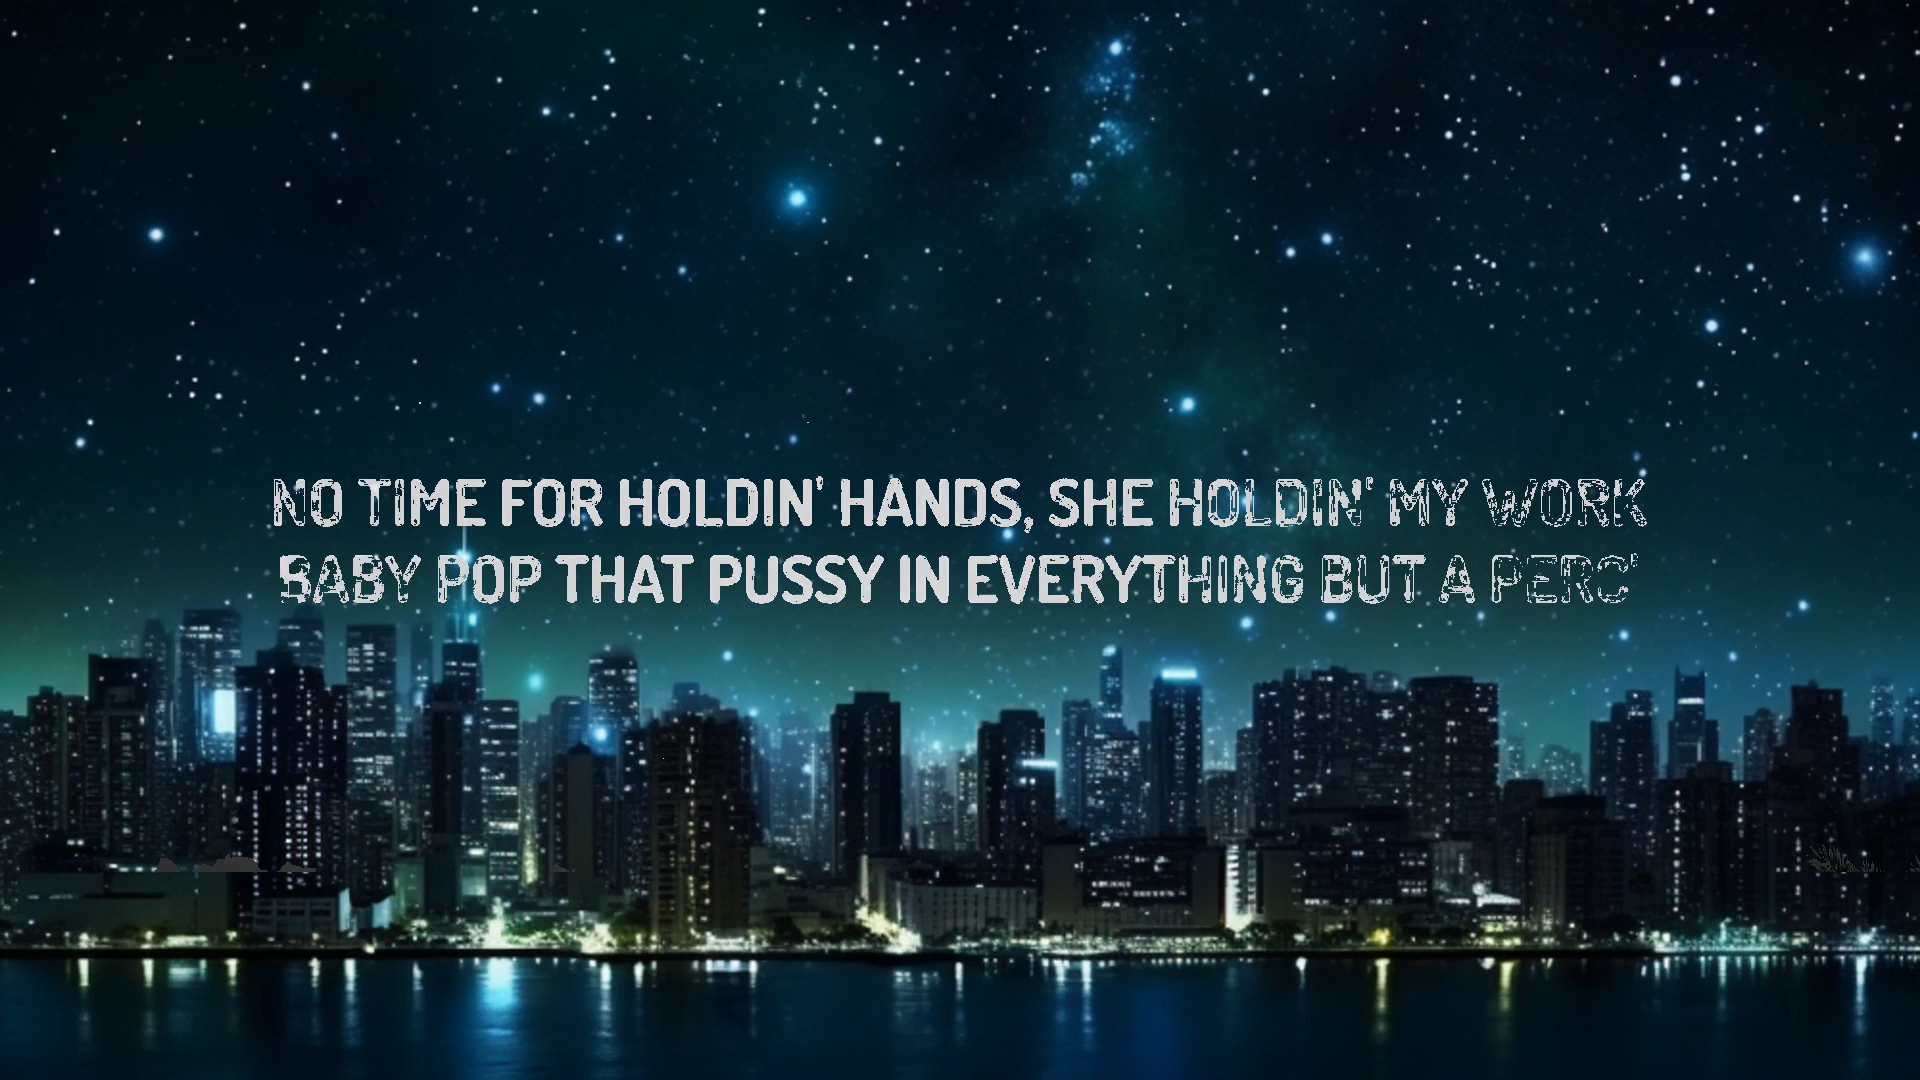 NO TIME FOR HOLDIN' HANDS, SHE HOLDIN' MY WORK
BABY POP THAT PUSSY IN EVERYTHING BUT A PERC'